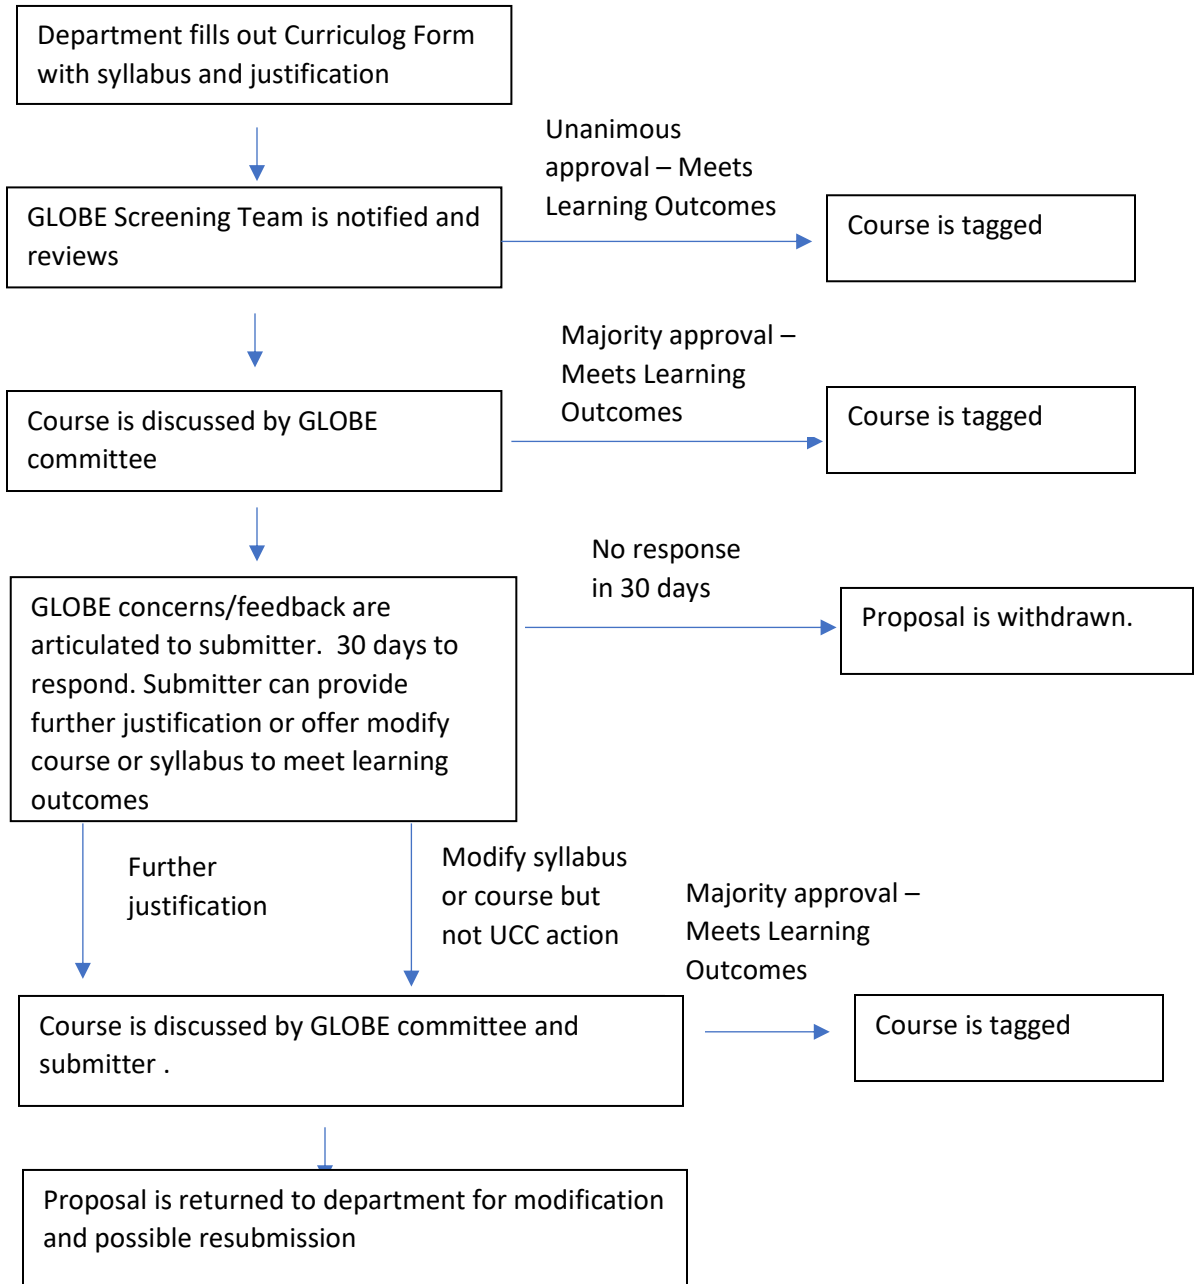 Department fills out Curriculog Form
with syllabus and justification
Unanimous
approval – Meets
Learning Outcomes
GLOBE Screening Team is notified and
reviews
Course is tagged
Majority approval –
Meets Learning
Outcomes
Course is discussed by GLOBE
committee
Course is tagged
No response
in 30 days
GLOBE concerns/feedback are
articulated to submitter.  30 days to
respond. Submitter can provide
further justification or offer modify
course or syllabus to meet learning
outcomes
Proposal is withdrawn.
Further
justification
Modify syllabus
or course but
not UCC action
Majority approval –
Meets Learning
Outcomes
Course is discussed by GLOBE committee and
submitter .
Course is tagged
Proposal is returned to department for modification
and possible resubmission